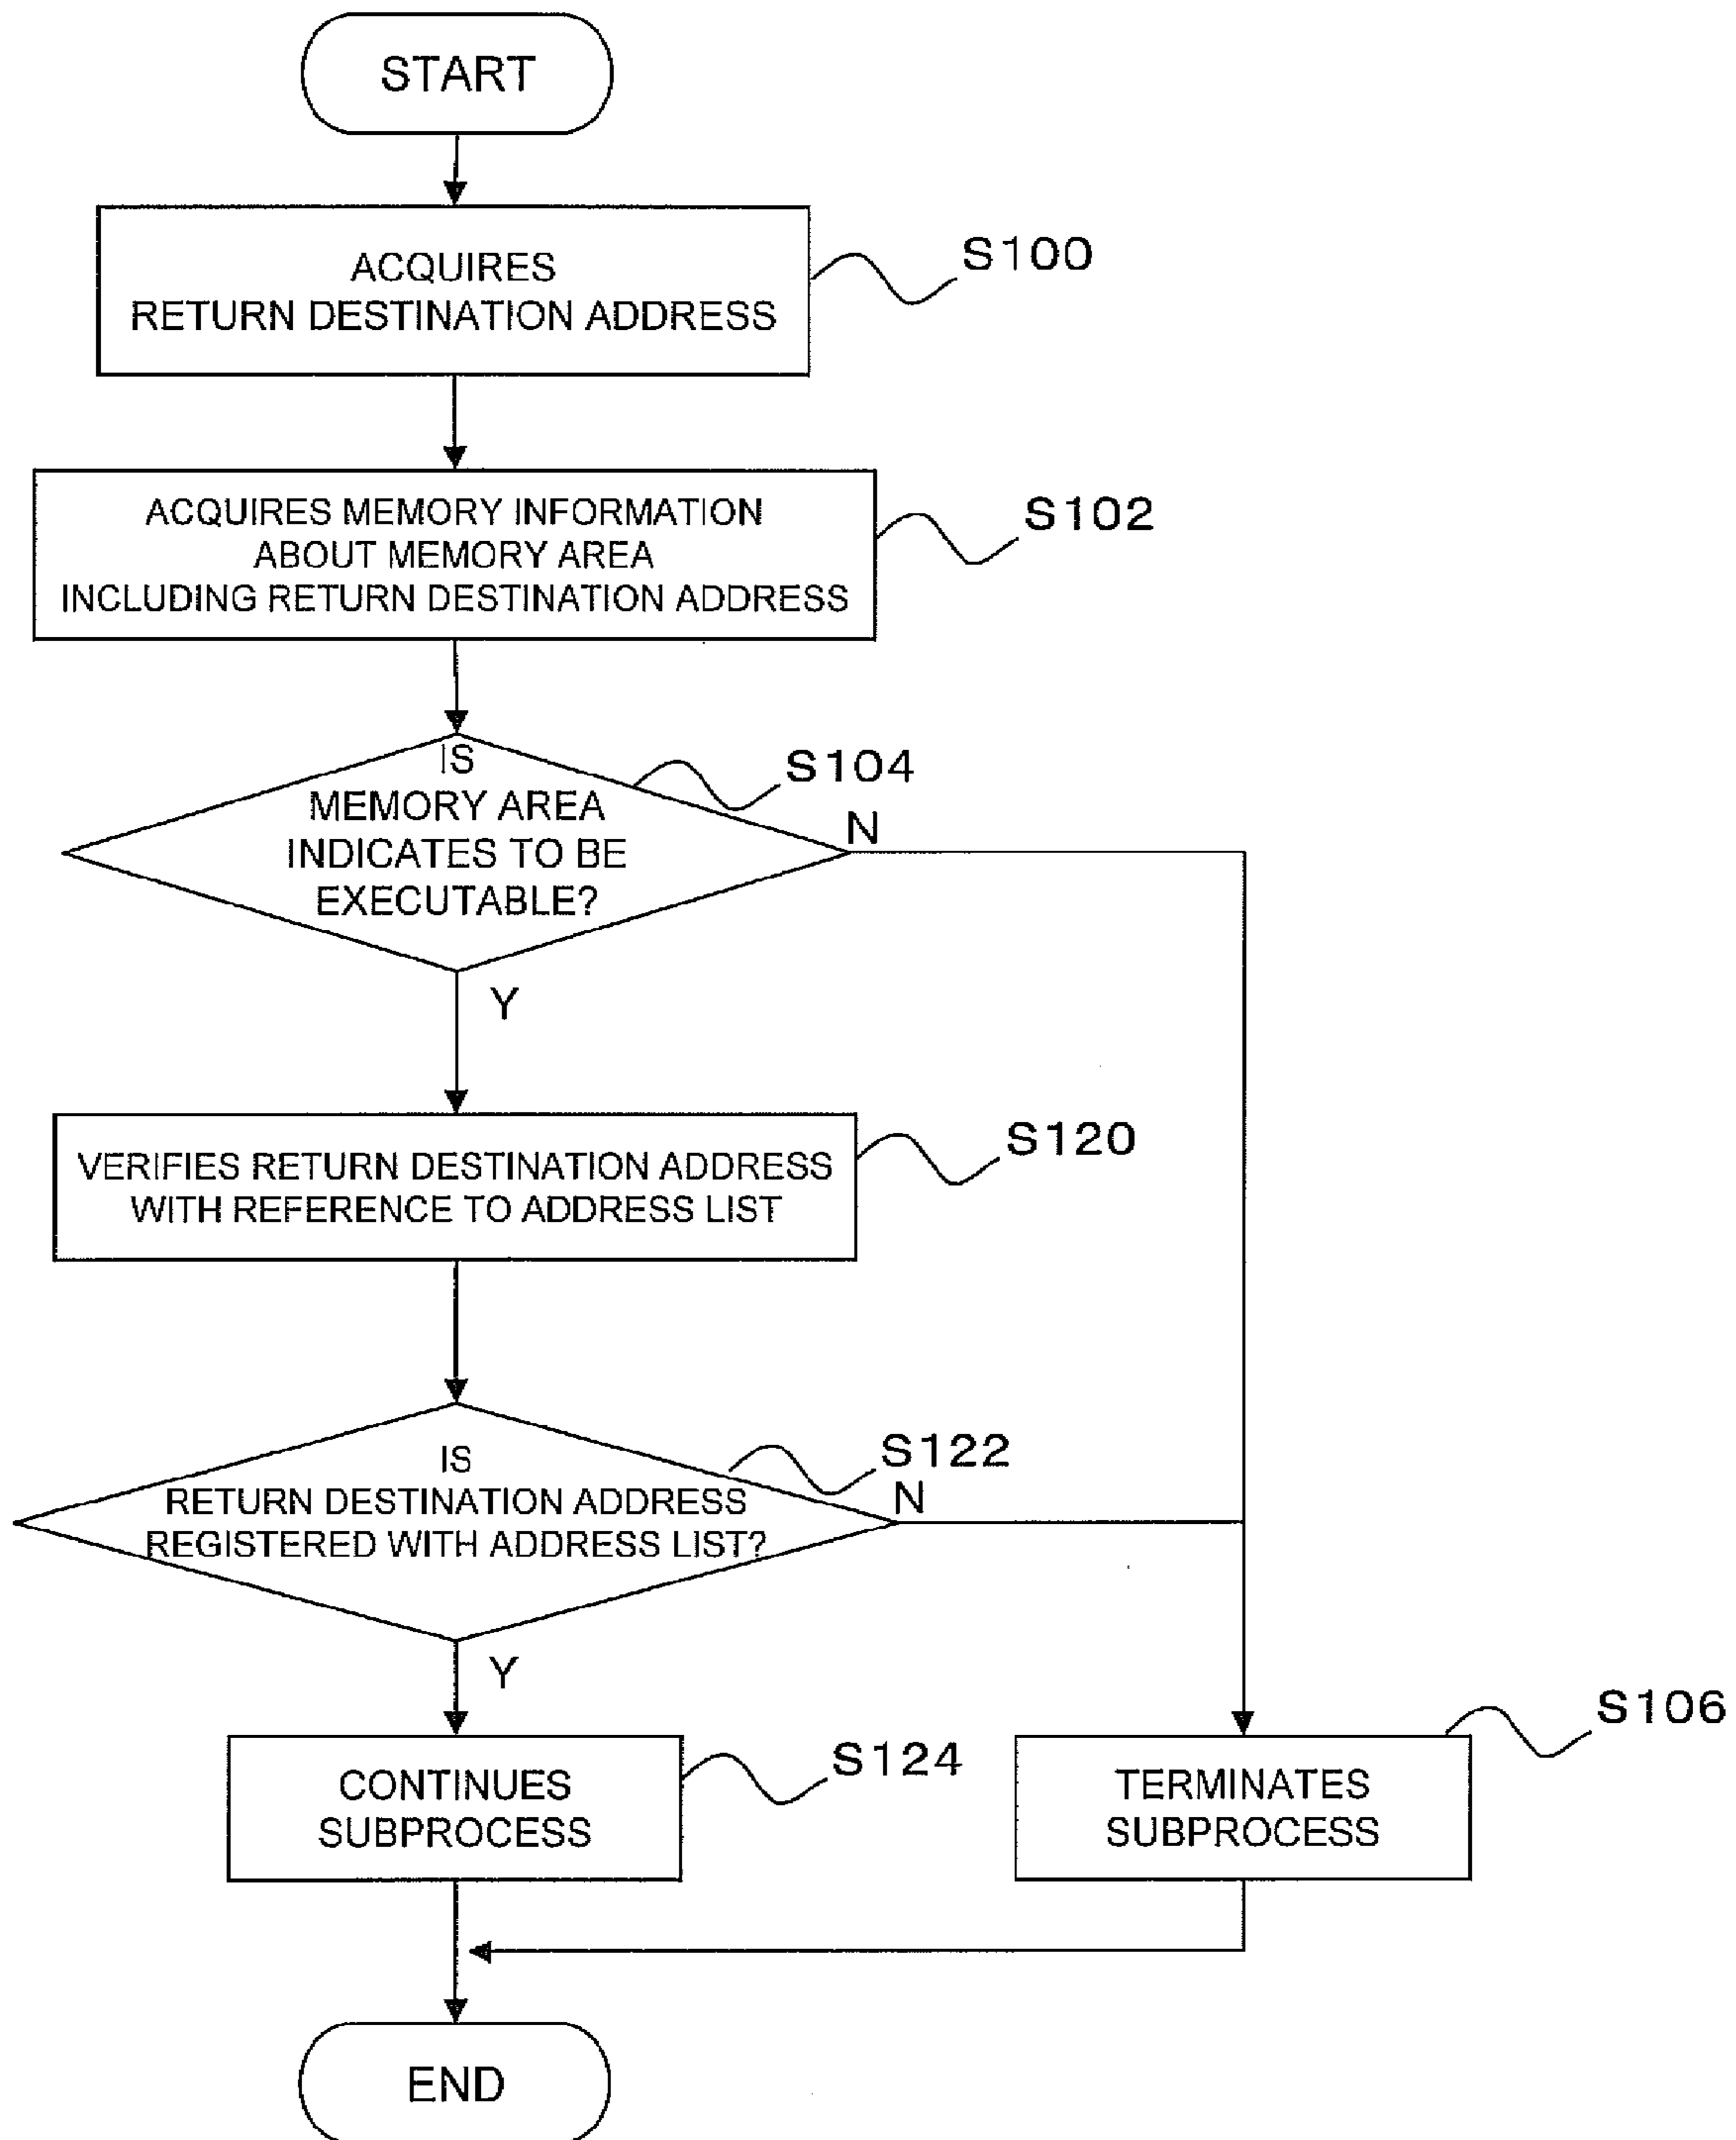 START
ACQUIRES
RETURN DESTINATION ADDRESS
S100
ACQUIRES MEMORY INFORMATION
ABOUT MEMORY AREA
INCLUDING RETURN DESTINATION ADDRESS
S102
IS
MEMORY AREA
INDICATES TO BE
EXECUTABLE?
S104
N
Y
VERIFIES RETURN DESTINATION ADDRESS
WITH REFERENCE TO ADDRESS LIST
S120
IS
RETURN DESTINATION ADDRESS
REGISTERED WITH ADDRESS LIST?
S122
N
Y
CONTINUES
SUBPROCESS
S124
TERMINATES
SUBPROCESS
S106
END